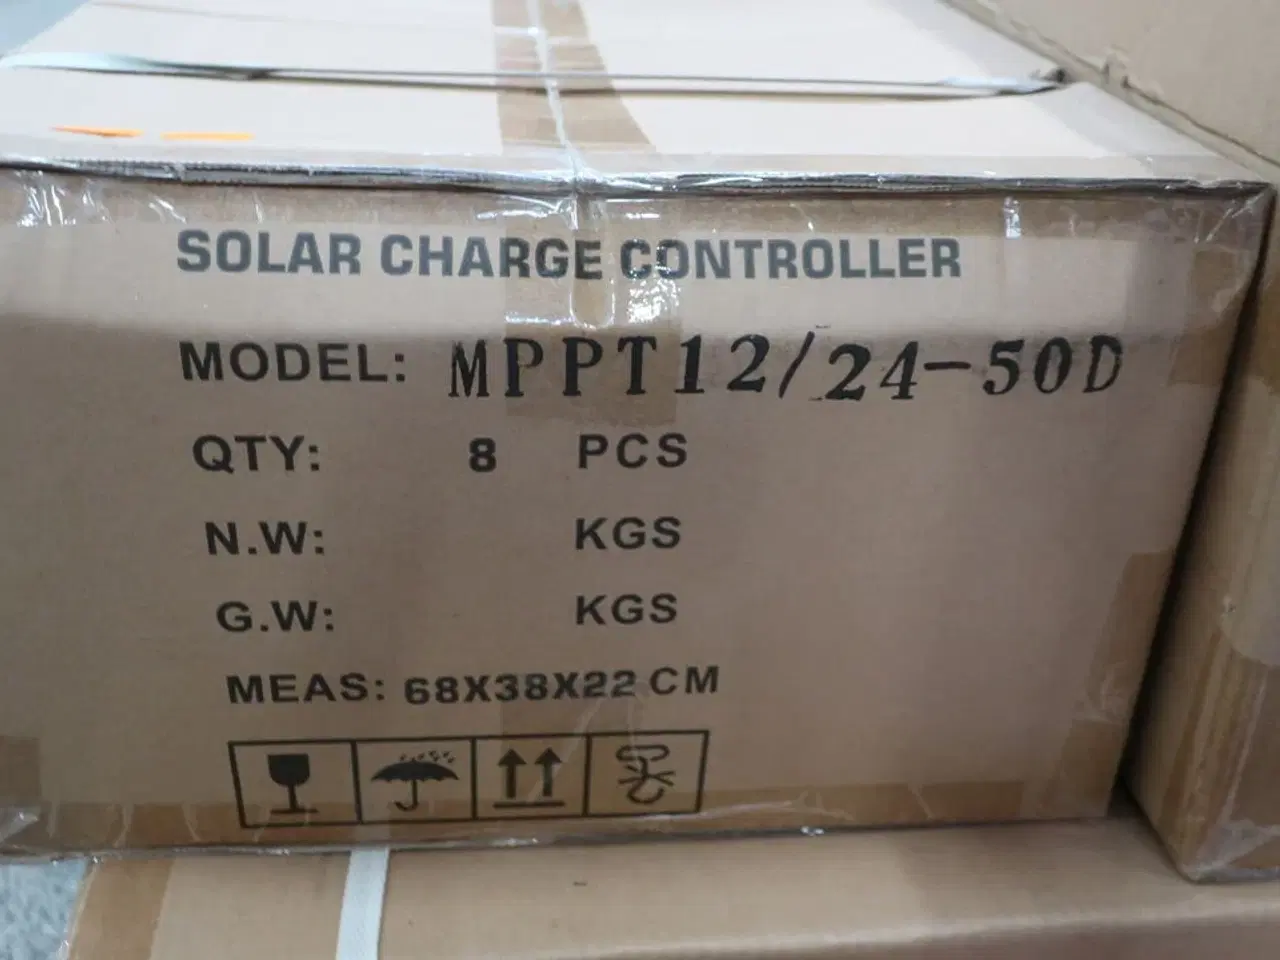 SOLAR CHARGE CONTROLLER
MODEL: MPPT12/24-50D
QTY: 8 PCS
N.W: KGS
G.W: KGS
MEAS: 68X38X22 CM